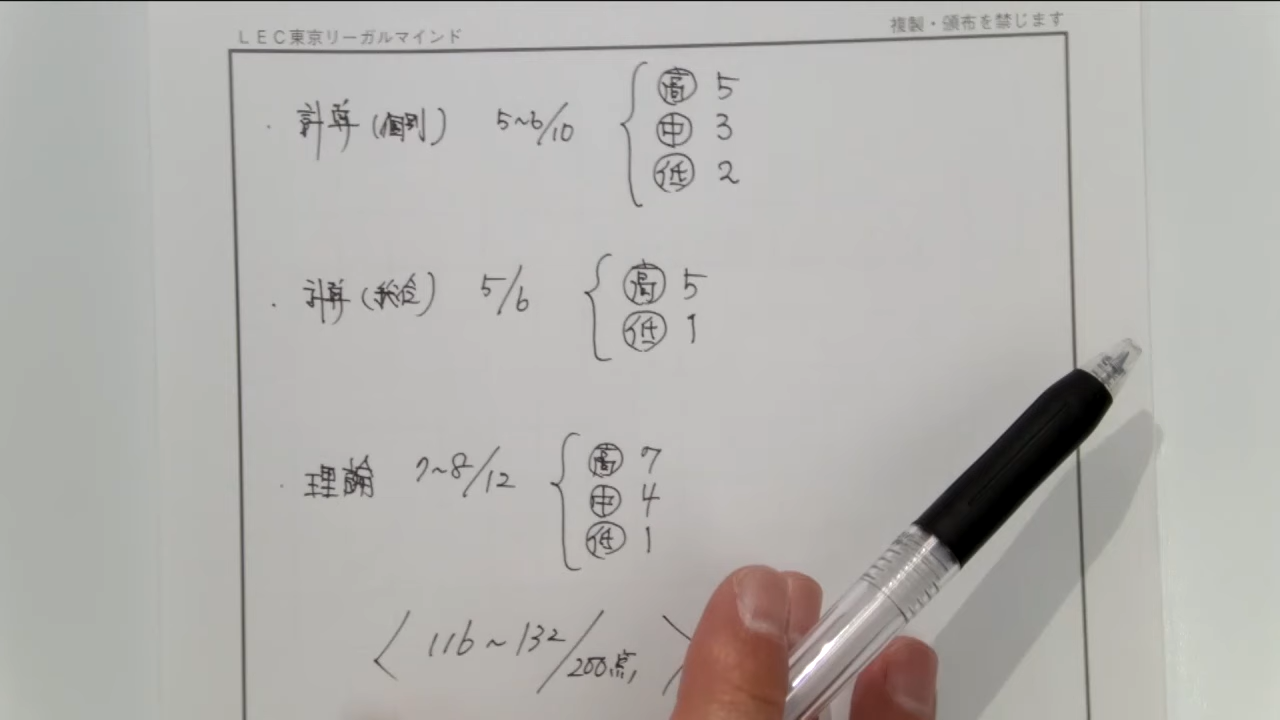 LEC東京リーガルマインド 複製・頒布を禁じます
・計算(個別) 5~6/10 高 5
中 3
低 2
・計算(総合) 5/6 高 5
低 1
・理論 7~8/12 高 7
中 4
低 1
〈 116~132/200点 〉